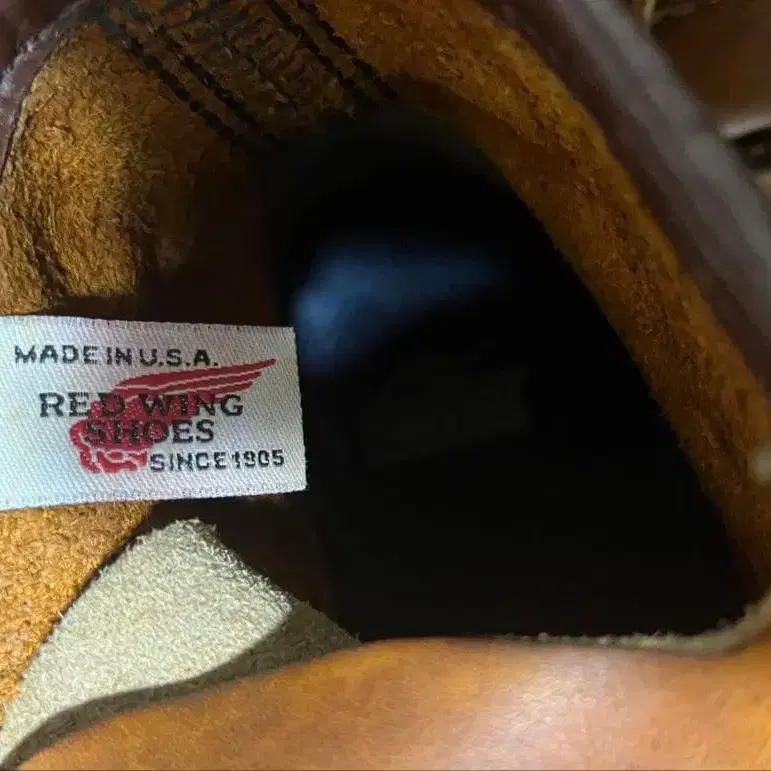 MADE IN U.S.A.
RED WING
SHOES
SINCE 1905